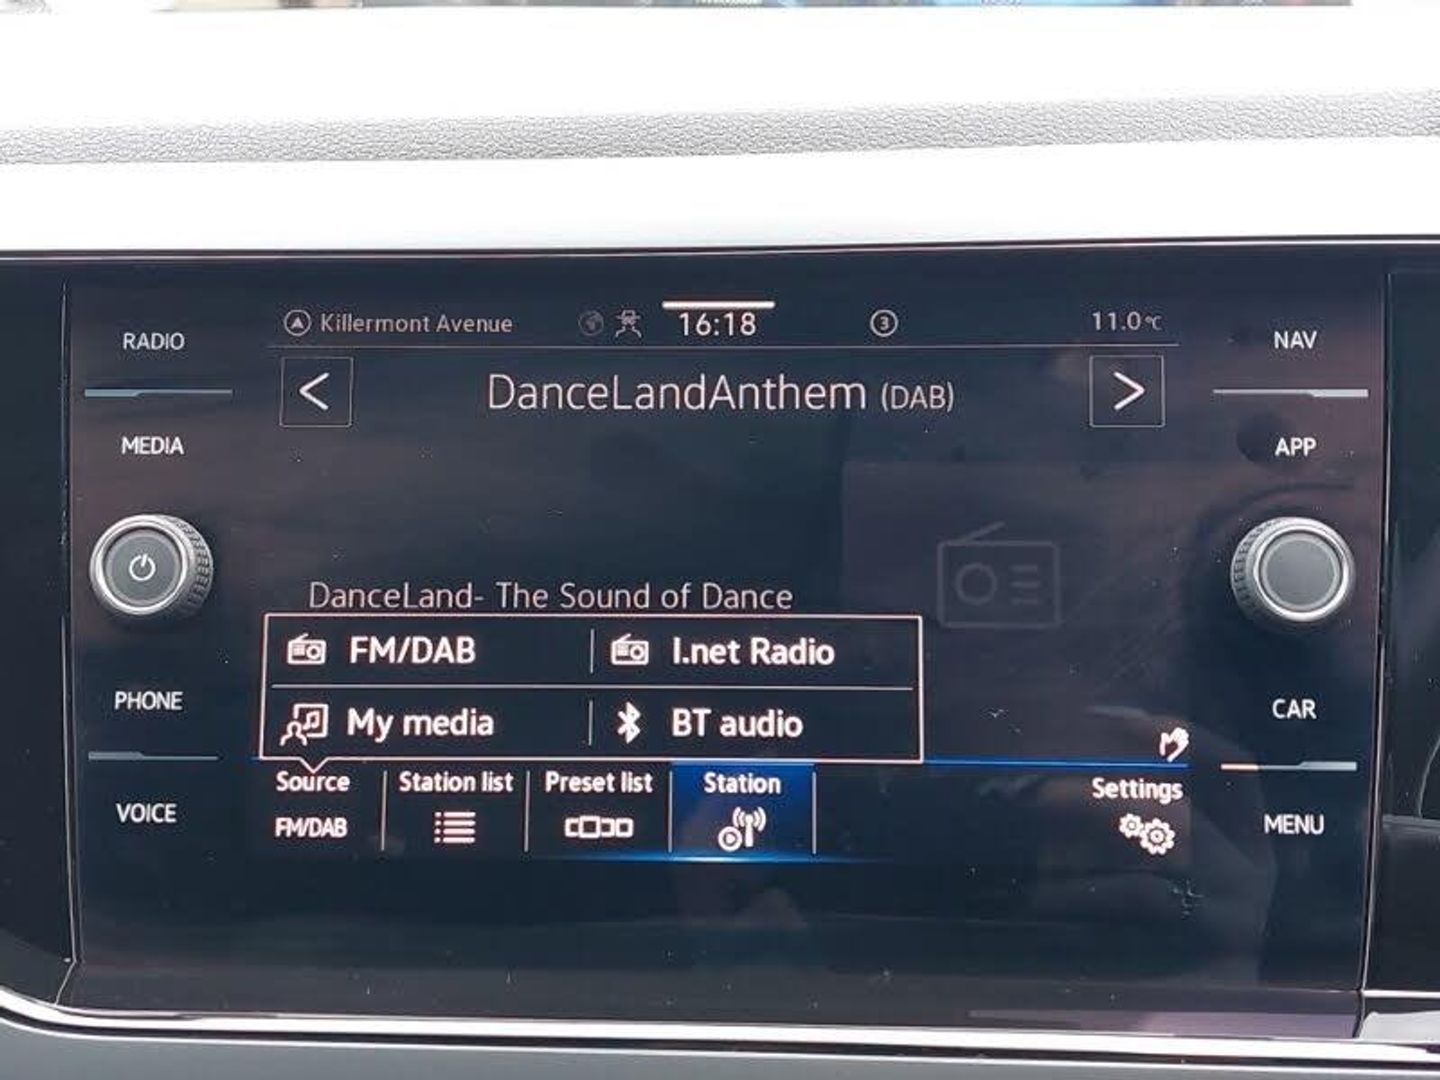 Killermont Avenue 16:18 3 11.0°C
RADIO
NAV
< DanceLandAnthem (DAB) >
MEDIA
APP
DanceLand- The Sound of Dance
FM/DAB I.net Radio
My media BT audio
PHONE
CAR
Source Station list Preset list Station Settings
FM/DAB
VOICE
MENU